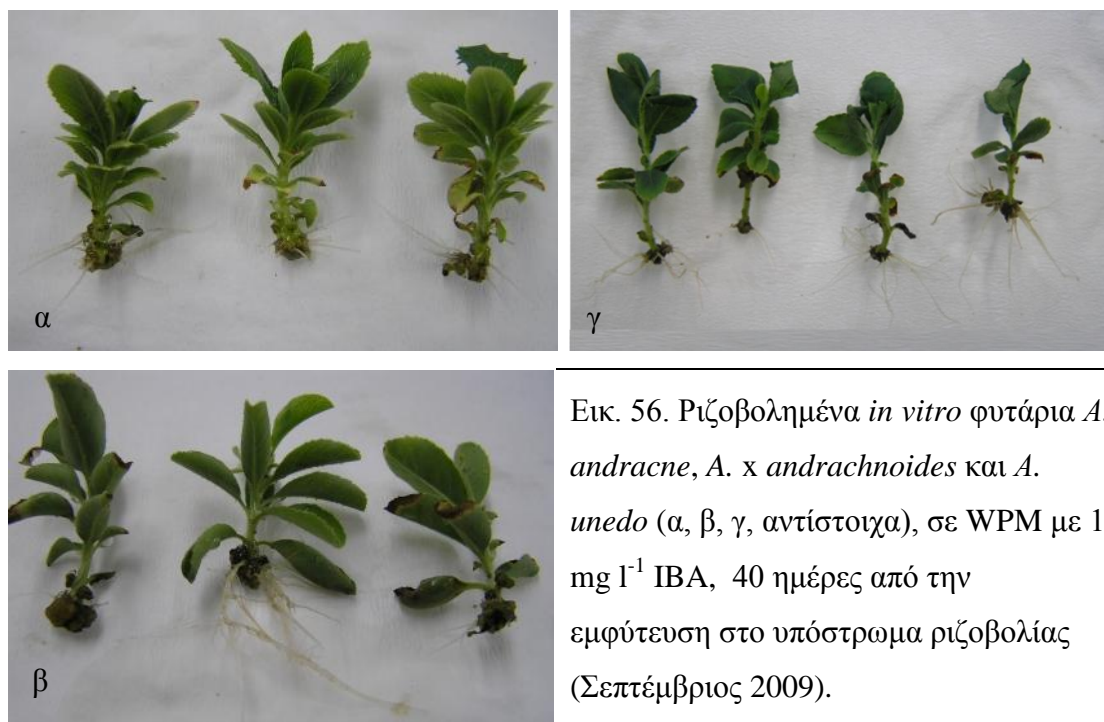 α
γ
β
Εικ. 56. Ριζοβολημένα in vitro φυτάρια A.
andracne, A. x andrachnoides και A.
unedo (α, β, γ, αντίστοιχα), σε WPM με 1
mg l⁻¹ IBA, 40 ημέρες από την
εμφύτευση στο υπόστρωμα ριζοβολίας
(Σεπτέμβριος 2009).